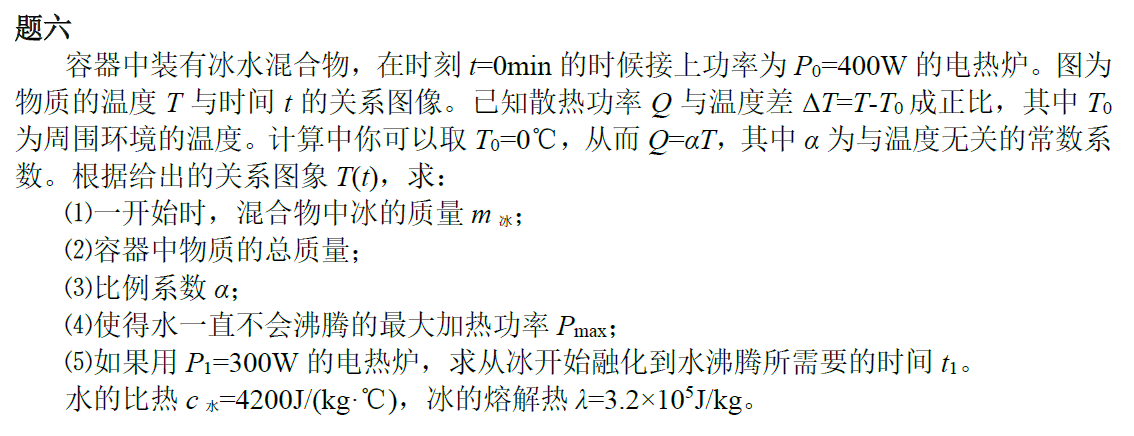 题六
容器中装有冰水混合物，在时刻 t=0min 的时候接上功率为 P₀=400W 的电热炉。图为
物质的温度 T 与时间 t 的关系图像。已知散热功率 Q 与温度差 ΔT=T-T₀ 成正比，其中 T₀
为周围环境的温度。计算中你可以取 T₀=0℃，从而 Q=αT，其中 α 为与温度无关的常数系
数。根据给出的关系图象 T(t)，求：
⑴一开始时，混合物中冰的质量 m 冰；
⑵容器中物质的总质量；
⑶比例系数 α；
⑷使得水一直不会沸腾的最大加热功率 Pmax；
⑸如果用 P₁=300W 的电热炉，求从冰开始融化到水沸腾所需要的时间 t₁。
水的比热 c 水=4200J/(kg·℃)，冰的熔解热 λ=3.2×10⁵J/kg。